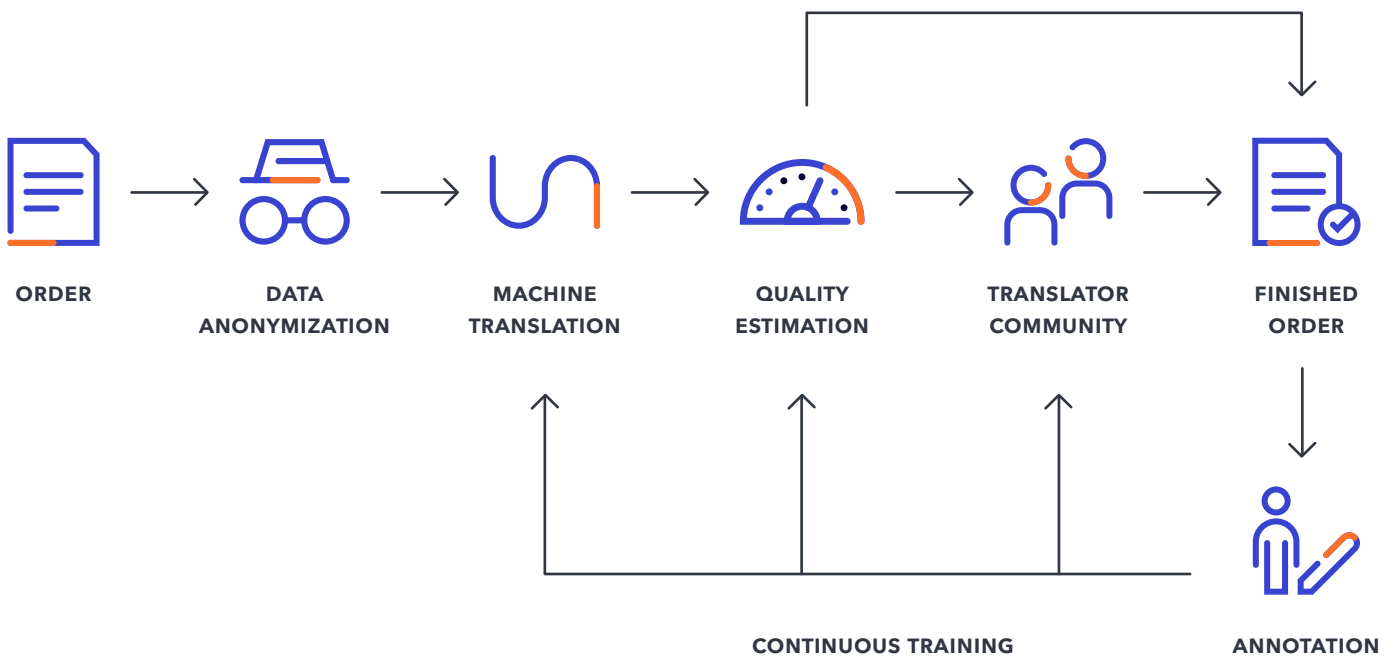 ORDER
DATA
ANONYMIZATION
MACHINE
TRANSLATION
QUALITY
ESTIMATION
TRANSLATOR
COMMUNITY
FINISHED
ORDER
CONTINUOUS TRAINING
ANNOTATION